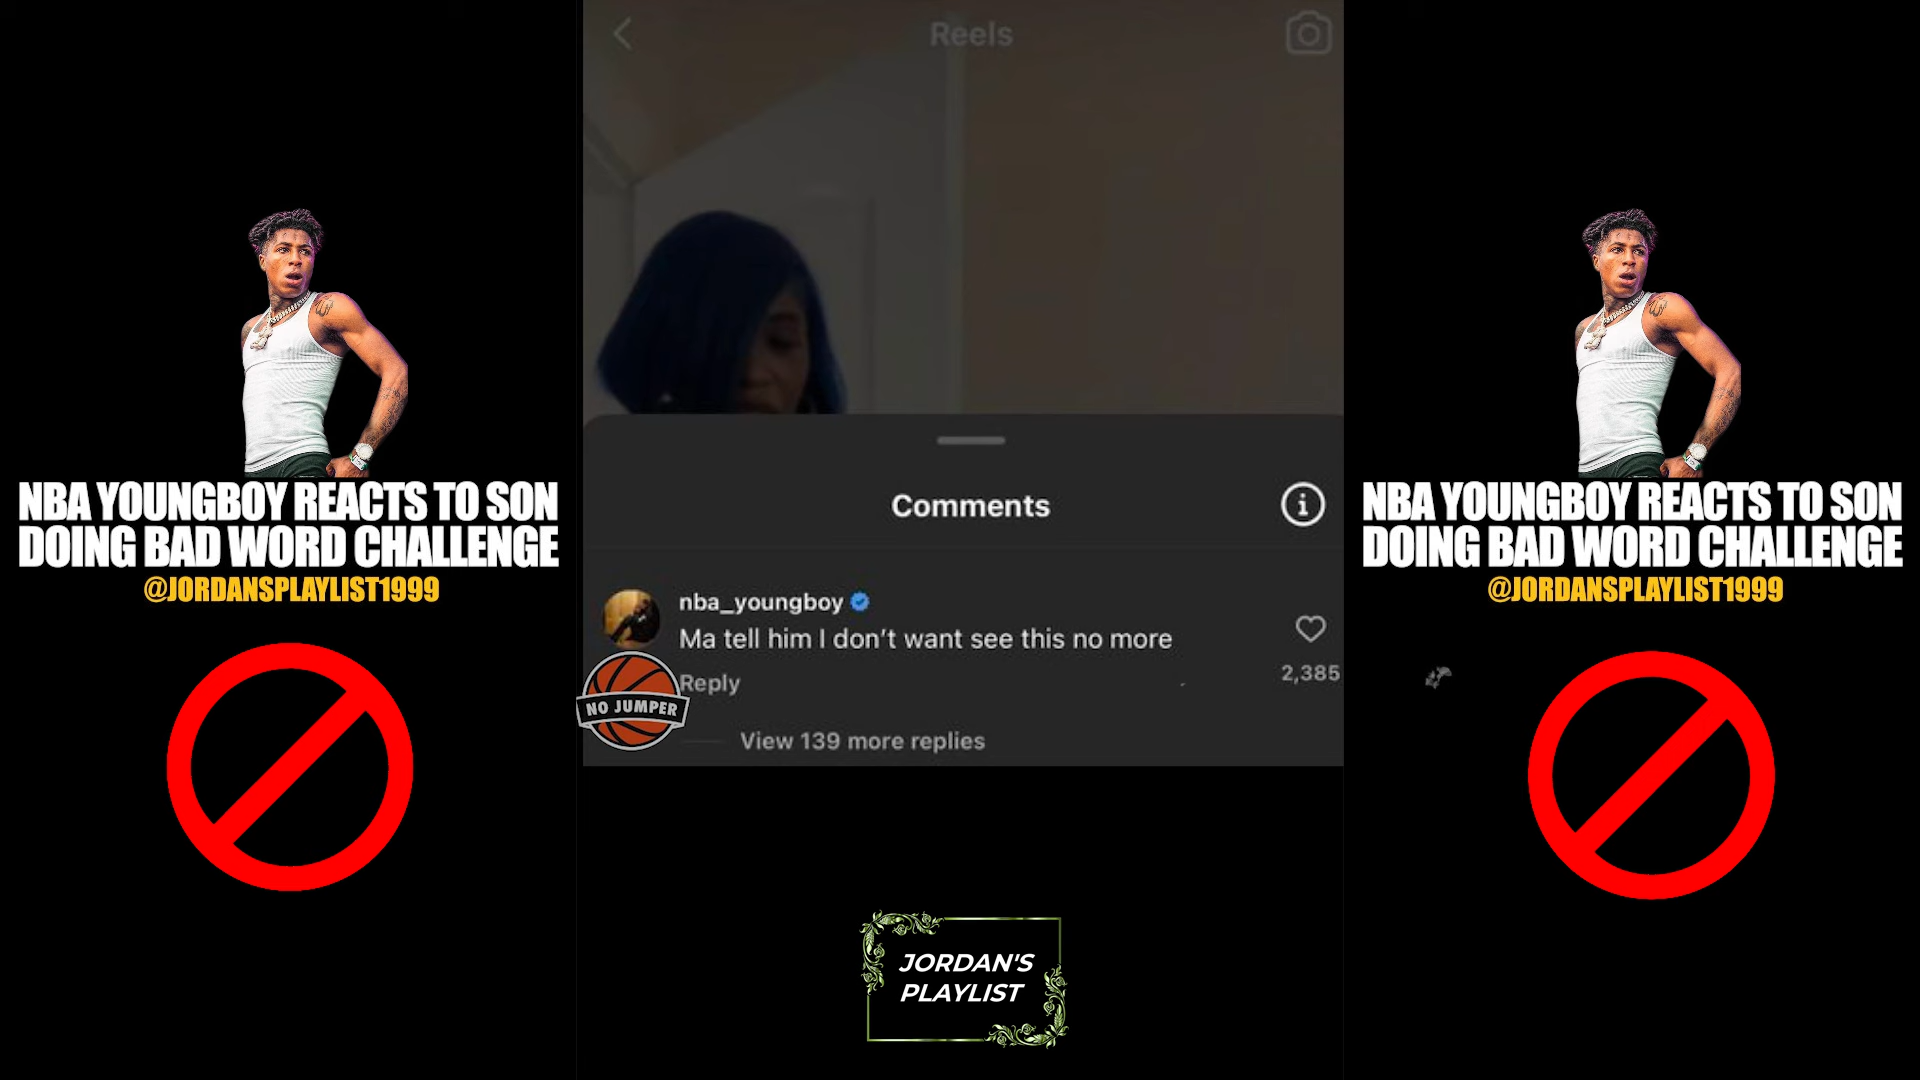 NBA YOUNGBOY REACTS TO SON
DOING BAD WORD CHALLENGE
@JORDANSPLAYLIST1999
Reels
Comments
nba_youngboy
Ma tell him I don't want see this no more
2,385
Reply
NO JUMPER
View 139 more replies
JORDAN'S
PLAYLIST
NBA YOUNGBOY REACTS TO SON
DOING BAD WORD CHALLENGE
@JORDANSPLAYLIST1999